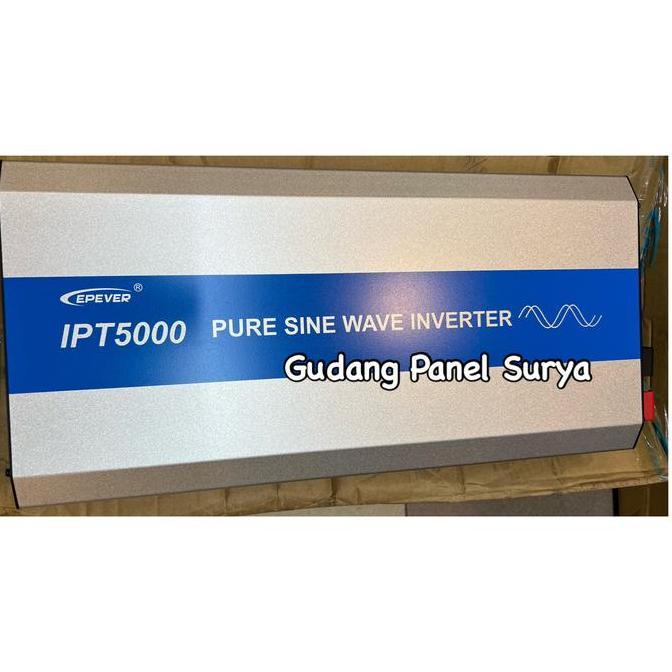 EPEVER®
IPT5000 PURE SINE WAVE INVERTER
Gudang Panel Surya